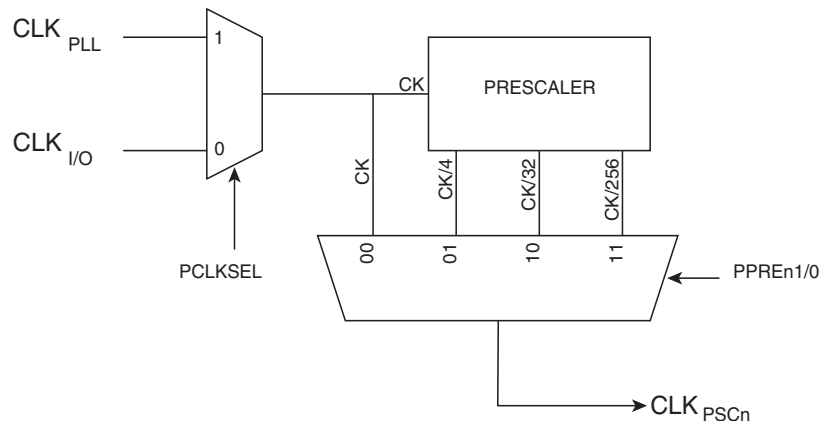 CLK PLL
1
CK
PRESCALER
CLK I/O
0
CK
CK/4
CK/32
CK/256
00
01
10
11
PCLKSEL
PPREn1/0
CLK PSCn